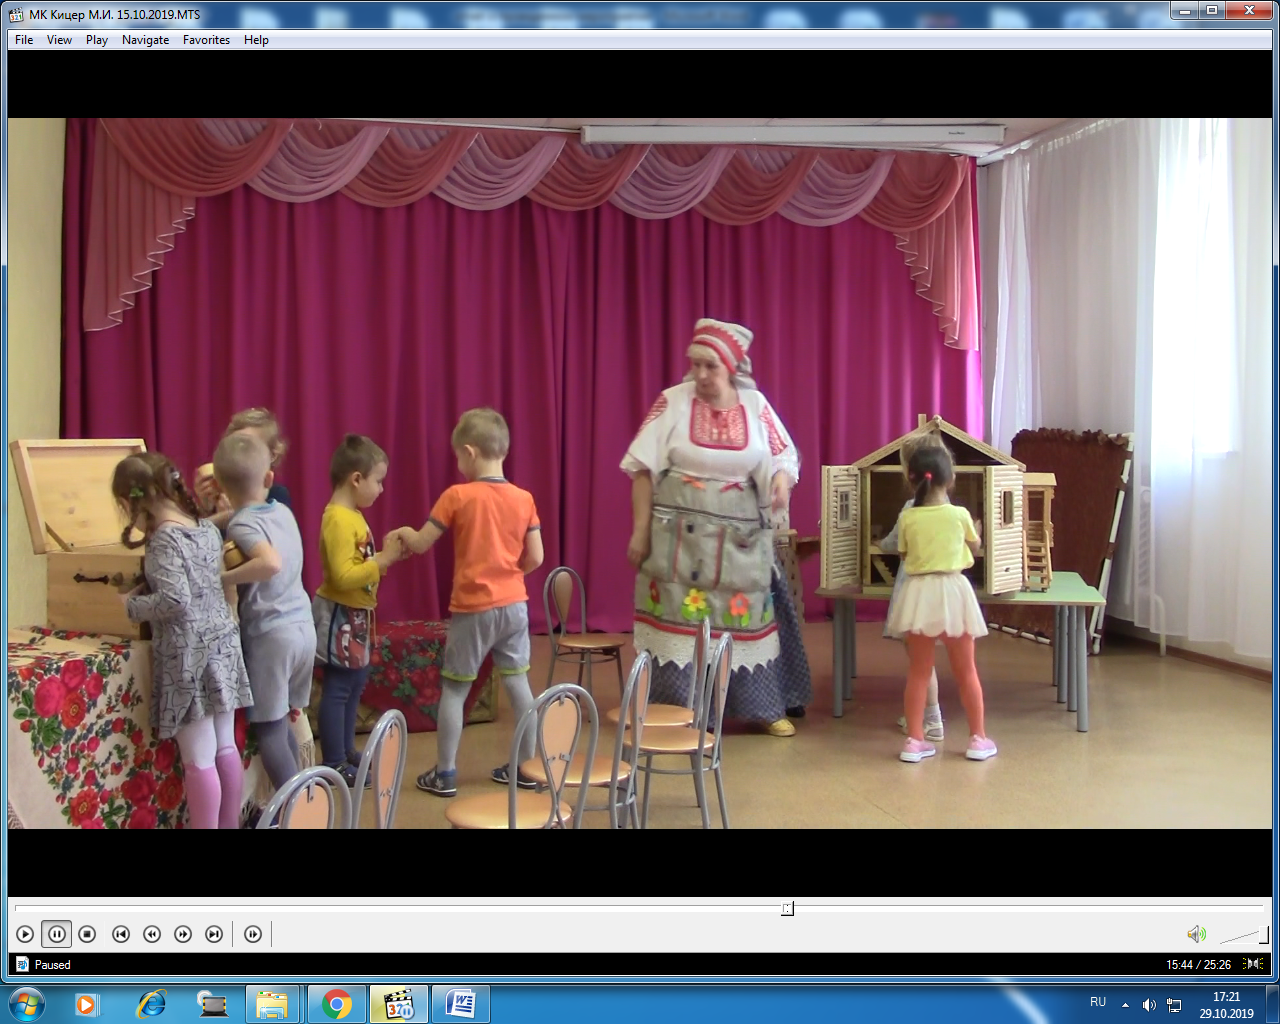 МК Кицер М.И. 15.10.2019.MTS
File View Play Navigate Favorites Help
Paused
15:44 / 25:26
RU
17:21
29.10.2019